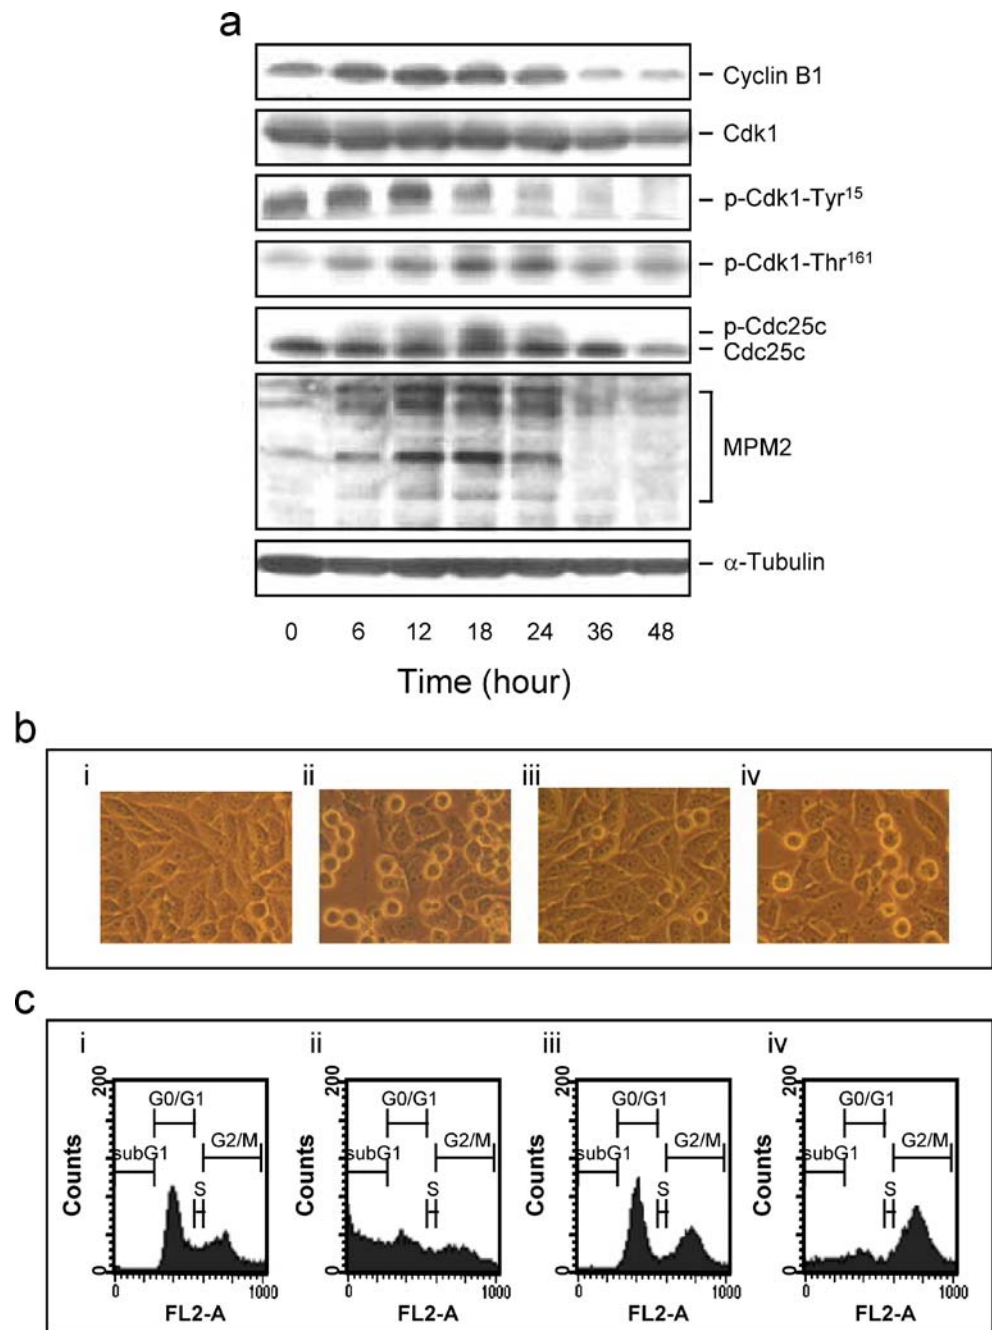 a
Cyclin B1
Cdk1
p-Cdk1-Tyr15
p-Cdk1-Thr161
p-Cdc25c
Cdc25c
MPM2
α-Tubulin
0 6 12 18 24 36 48
Time (hour)
b
i ii iii iv
c
i ii iii iv
200 200 200 200
G0/G1 G0/G1 G0/G1 G0/G1
subG1 G2/M subG1 G2/M subG1 G2/M subG1 G2/M
Counts Counts Counts Counts
S S S S
0 0 0 0
0 1000 0 1000 0 1000 0 1000
FL2-A FL2-A FL2-A FL2-A